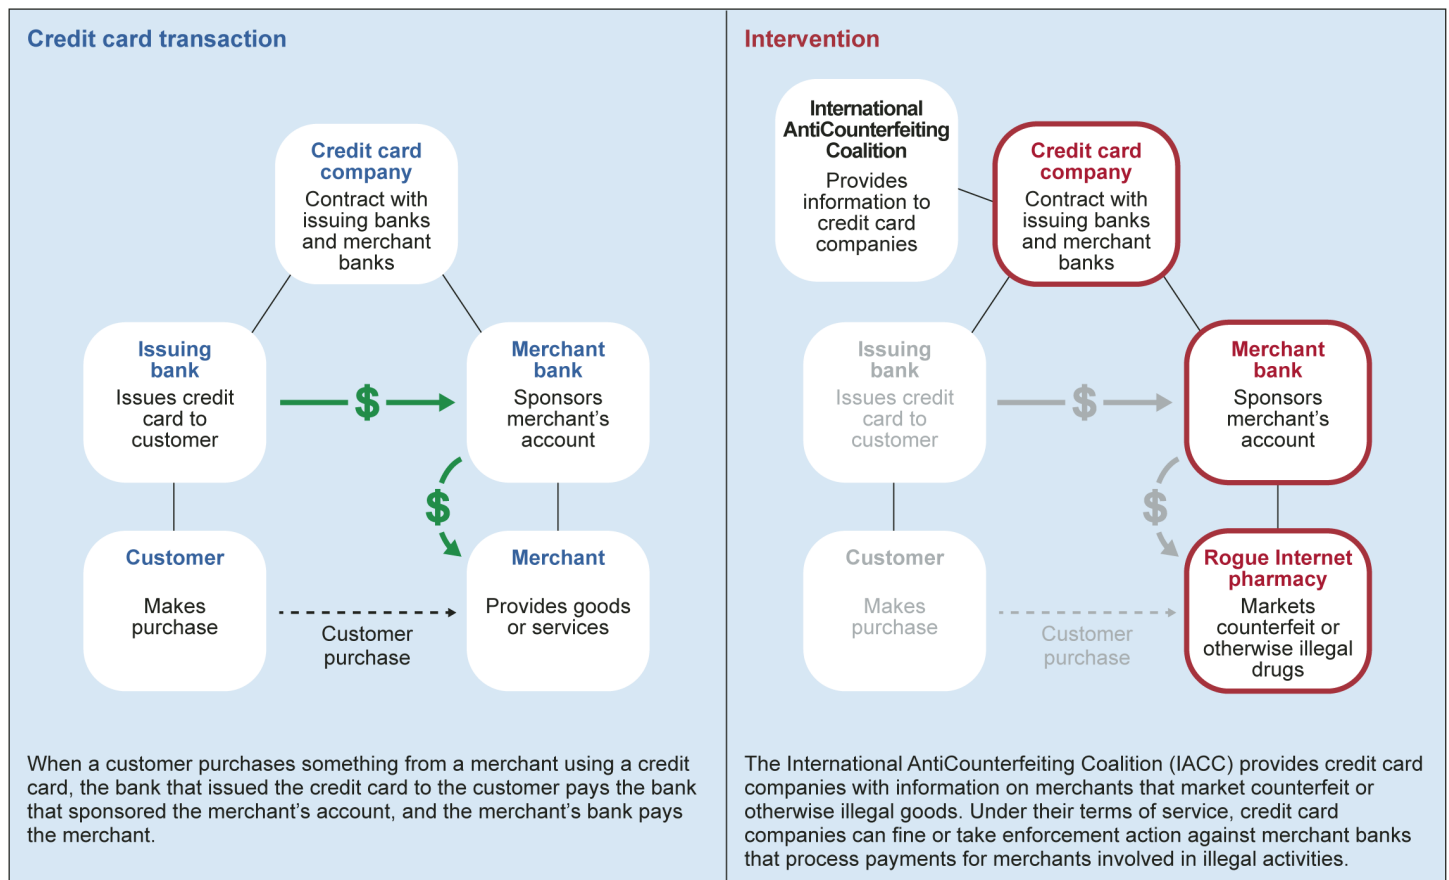 Credit card transaction
Credit card
company
Contract with
issuing banks
and merchant
banks
Issuing
bank
Issues credit
card to
customer
$
Merchant
bank
Sponsors
merchant's
account
$
Customer
Makes
purchase
Customer
purchase
Merchant
Provides goods
or services
When a customer purchases something from a merchant using a credit
card, the bank that issued the credit card to the customer pays the bank
that sponsored the merchant's account, and the merchant's bank pays
the merchant.
Intervention
International
AntiCounterfeiting
Coalition
Provides
information to
credit card
companies
Credit card
company
Contract with
issuing banks
and merchant
banks
Issuing
bank
Issues credit
card to
customer
$
Merchant
bank
Sponsors
merchant's
account
$
Customer
Makes
purchase
Customer
purchase
Rogue Internet
pharmacy
Markets
counterfeit or
otherwise illegal
drugs
The International AntiCounterfeiting Coalition (IACC) provides credit card
companies with information on merchants that market counterfeit or
otherwise illegal goods. Under their terms of service, credit card
companies can fine or take enforcement action against merchant banks
that process payments for merchants involved in illegal activities.